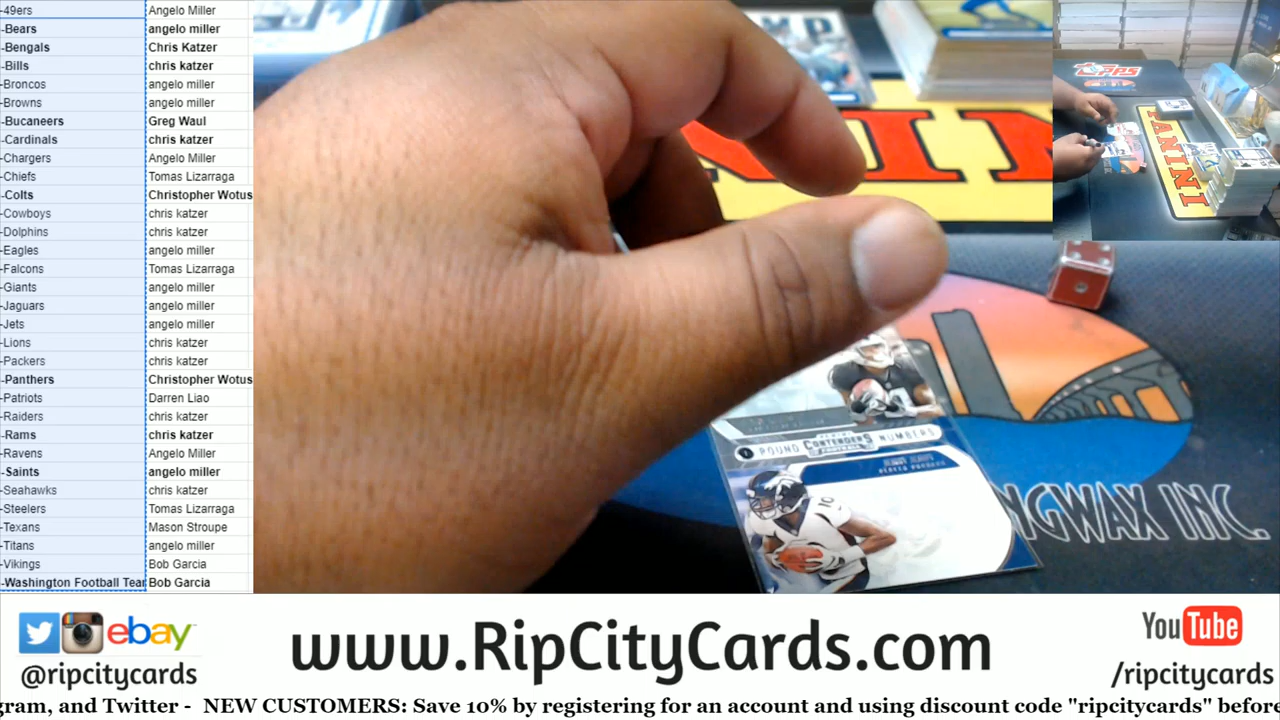 -49ers Angelo Miller
-Bears angelo miller
-Bengals Chris Katzer
-Bills chris katzer
-Broncos angelo miller
-Browns angelo miller
-Bucaneers Greg Waul
-Cardinals chris katzer
-Chargers Angelo Miller
-Chiefs Tomas Lizarraga
-Colts Christopher Wotus
-Cowboys chris katzer
-Dolphins chris katzer
-Eagles angelo miller
-Falcons Tomas Lizarraga
-Giants angelo miller
-Jaguars angelo miller
-Jets angelo miller
-Lions chris katzer
-Packers chris katzer
-Panthers Christopher Wotus
-Patriots Darren Liao
-Raiders chris katzer
-Rams chris katzer
-Ravens Angelo Miller
-Saints angelo miller
-Seahawks chris katzer
-Steelers Tomas Lizarraga
-Texans Mason Stroupe
-Titans angelo miller
-Vikings Bob Garcia
-Washington Football Tear Bob Garcia
TOPPS
PANINI
ROUND CONTENDERS NUMBERS
FOOTBALL
10
NGWAX INC.
ebay
@ripcitycards
www.RipCityCards.com
YouTube
/ripcitycards
gram, and Twitter - NEW CUSTOMERS: Save 10% by registering for an account and using discount code "ripcitycards" before